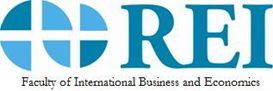 REI
Faculty of International Business and Economics